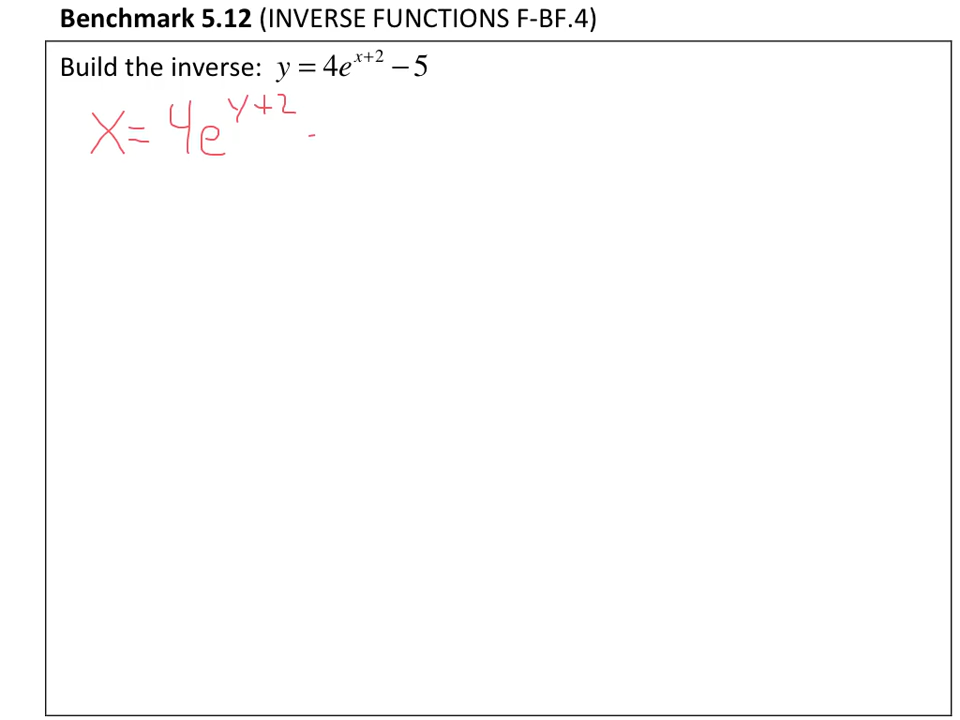 Benchmark 5.12 (INVERSE FUNCTIONS F-BF.4)
Build the inverse: y = 4e^{x+2} − 5
X = 4e^{y+2} -